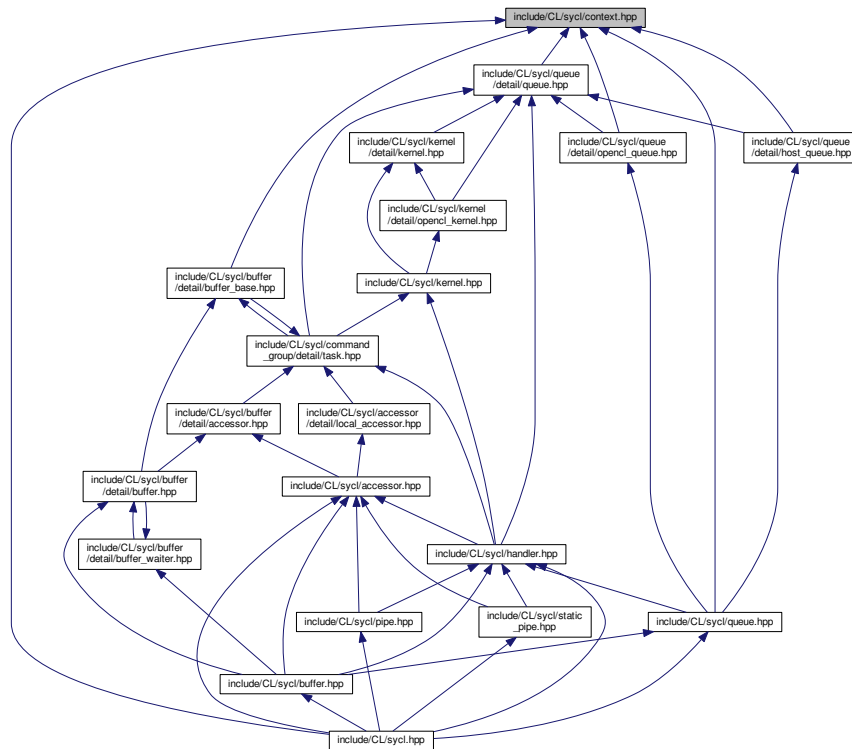 include/CL/sycl/context.hpp
include/CL/sycl/queue
/detail/queue.hpp
include/CL/sycl/kernel
/detail/kernel.hpp
include/CL/sycl/queue
/detail/opencl_queue.hpp
include/CL/sycl/queue
/detail/host_queue.hpp
include/CL/sycl/kernel
/detail/opencl_kernel.hpp
include/CL/sycl/buffer
/detail/buffer_base.hpp
include/CL/sycl/kernel.hpp
include/CL/sycl/command
_group/detail/task.hpp
include/CL/sycl/buffer
/detail/accessor.hpp
include/CL/sycl/accessor
/detail/local_accessor.hpp
include/CL/sycl/buffer
/detail/buffer.hpp
include/CL/sycl/accessor.hpp
include/CL/sycl/buffer
/detail/buffer_waiter.hpp
include/CL/sycl/handler.hpp
include/CL/sycl/pipe.hpp
include/CL/sycl/static
_pipe.hpp
include/CL/sycl/queue.hpp
include/CL/sycl/buffer.hpp
include/CL/sycl.hpp